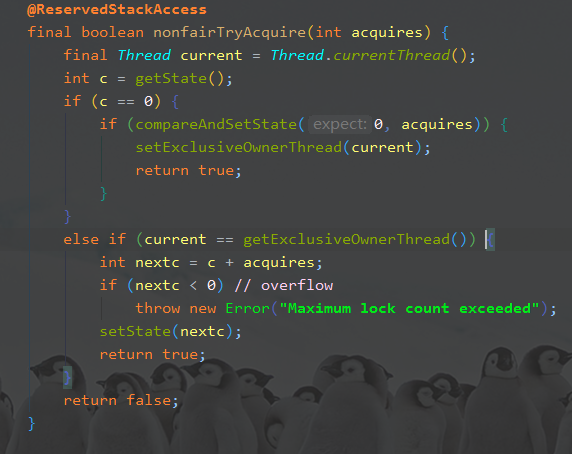 @ReservedStackAccess
final boolean nonfairTryAcquire(int acquires) {
    final Thread current = Thread.currentThread();
    int c = getState();
    if (c == 0) {
        if (compareAndSetState( expect: 0, acquires)) {
            setExclusiveOwnerThread(current);
            return true;
        }
    }
    else if (current == getExclusiveOwnerThread()) {
        int nextc = c + acquires;
        if (nextc < 0) // overflow
            throw new Error("Maximum lock count exceeded");
        setState(nextc);
        return true;
    }
    return false;
}